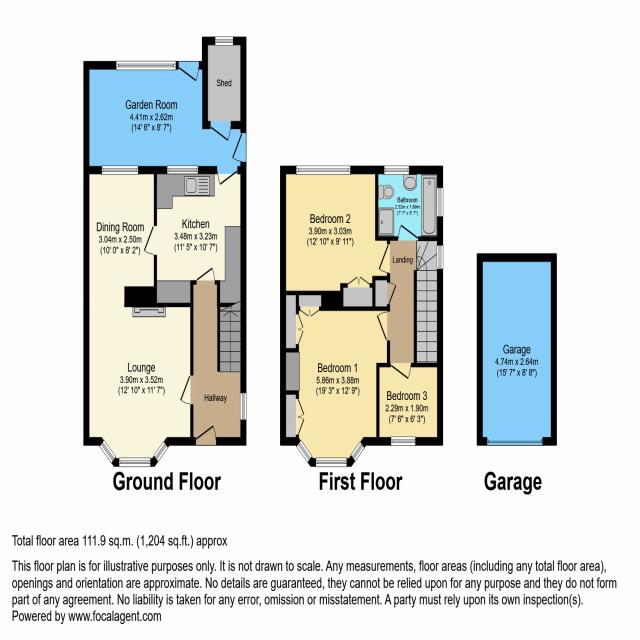 Shed
Garden Room
4.41m x 2.62m
(14' 6" x 8' 7")
Dining Room
3.04m x 2.50m
(10' 0" x 8' 2")
Kitchen
3.48m x 3.23m
(11' 5" x 10' 7")
Lounge
3.90m x 3.52m
(12' 10" x 11' 7")
Hallway
Ground Floor
Bedroom 2
3.90m x 3.03m
(12' 10" x 9' 11")
Bathroom
2.32m x 1.69m
(7' 7" x 5' 7")
Landing
Bedroom 1
5.86m x 3.88m
(19' 3" x 12' 9")
Bedroom 3
2.29m x 1.90m
(7' 6" x 6' 3")
First Floor
Garage
4.74m x 2.64m
(15' 7" x 8' 8")
Garage
Total floor area 111.9 sq.m. (1,204 sq.ft.) approx
This floor plan is for illustrative purposes only. It is not drawn to scale. Any measurements, floor areas (including any total floor area),
openings and orientation are approximate. No details are guaranteed, they cannot be relied upon for any purpose and they do not form
part of any agreement. No liability is taken for any error, omission or misstatement. A party must rely upon its own inspection(s).
Powered by www.focalagent.com